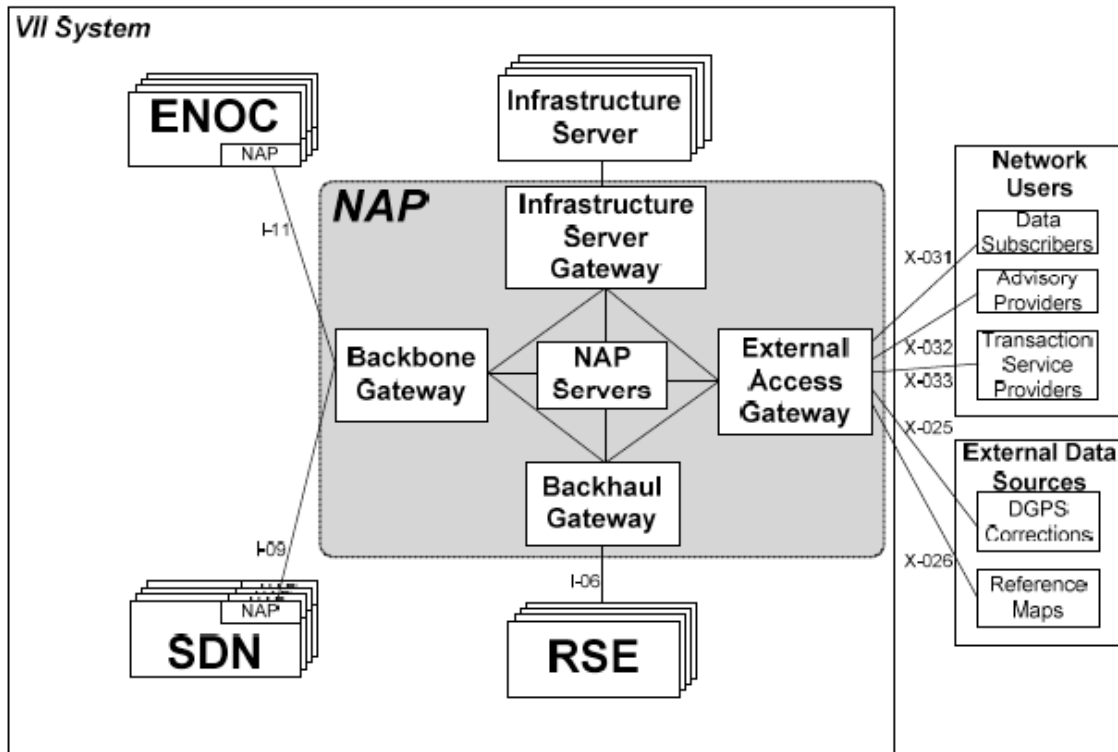 VII System
ENOC
NAP
Infrastructure
Server
NAP
Infrastructure
Server
Gateway
I-11
Backbone
Gateway
NAP
Servers
External
Access
Gateway
Backhaul
Gateway
I-09
I-06
NAP
SDN
RSE
X-031
X-032
X-033
X-025
X-026
Network
Users
Data
Subscribers
Advisory
Providers
Transaction
Service
Providers
External Data
Sources
DGPS
Corrections
Reference
Maps